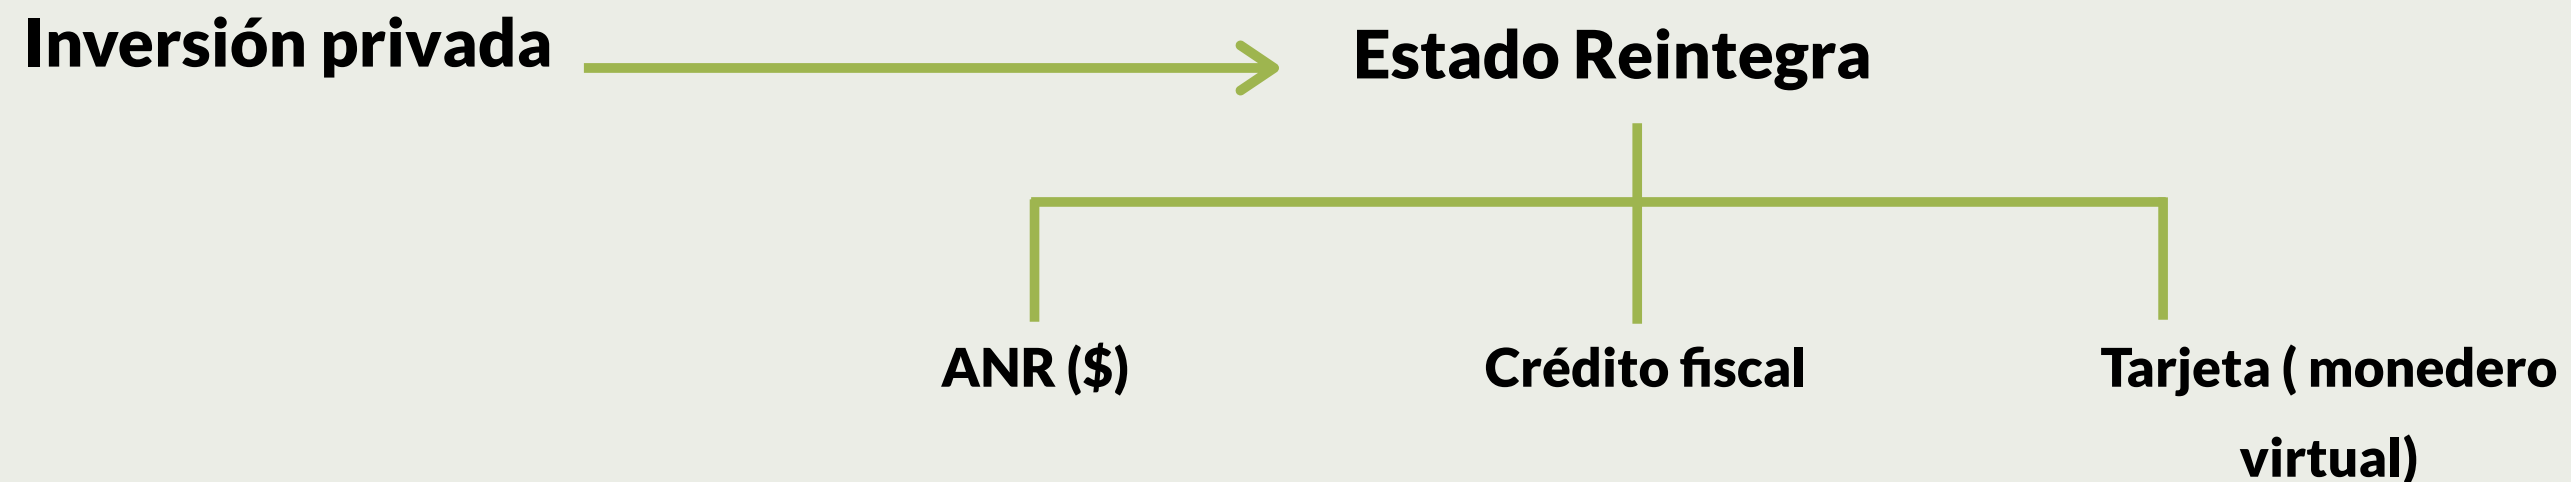 Inversión privada
Estado Reintegra
ANR ($)
Crédito fiscal
Tarjeta ( monedero
virtual)